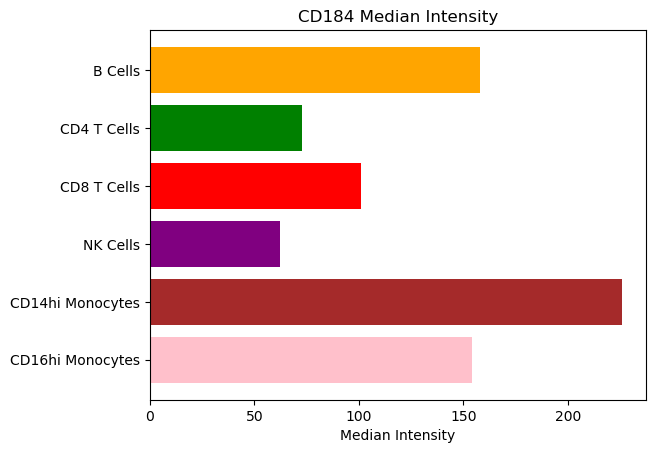 CD184 Median Intensity
B Cells
CD4 T Cells
CD8 T Cells
NK Cells
CD14hi Monocytes
CD16hi Monocytes
0 50 100 150 200
Median Intensity